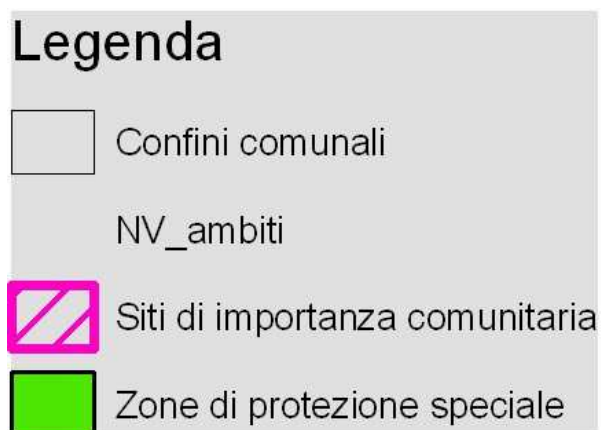 Legenda
Confini comunali
NV_ambiti
Siti di importanza comunitaria
Zone di protezione speciale